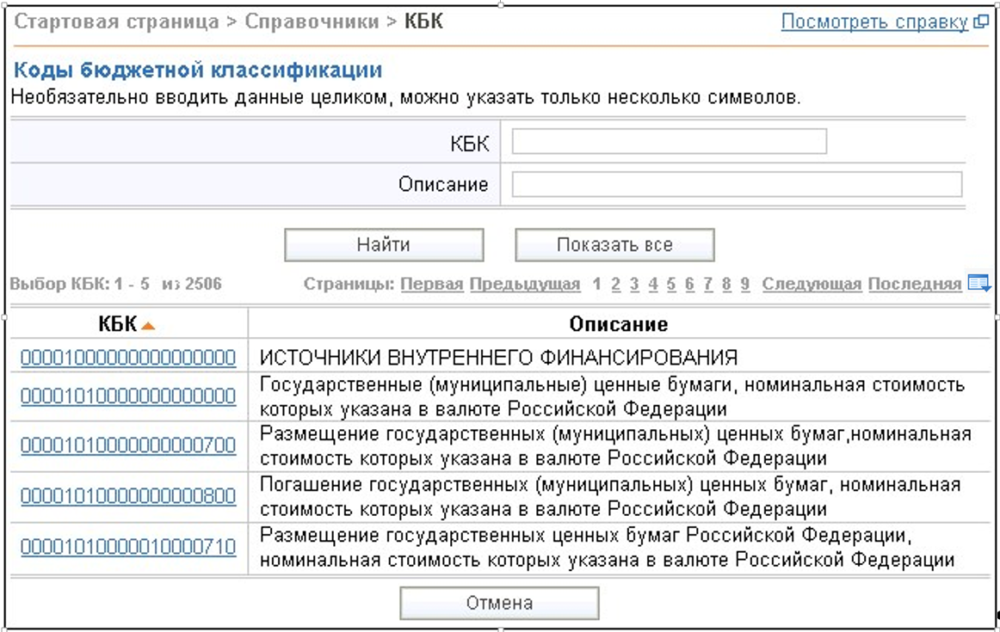 Стартовая страница > Справочники > КБК
Посмотреть справку
Коды бюджетной классификации
Необязательно вводить данные целиком, можно указать только несколько символов.
КБК
Описание
Найти Показать все
Выбор КБК: 1 - 5 из 2506 Страницы: Первая Предыдущая 1 2 3 4 5 6 7 8 9 Следующая Последняя
КБК Описание
00001000000000000000 ИСТОЧНИКИ ВНУТРЕННЕГО ФИНАНСИРОВАНИЯ
00001010000000000000 Государственные (муниципальные) ценные бумаги, номинальная стоимость
которых указана в валюте Российской Федерации
00001010000000000700 Размещение государственных (муниципальных) ценных бумаг,номинальная
стоимость которых указана в валюте Российской Федерации
00001010000000000800 Погашение государственных (муниципальных) ценных бумаг, номинальная
стоимость которых указана в валюте Российской Федерации
00001010000010000710 Размещение государственных ценных бумаг Российской Федерации,
номинальная стоимость которых указана в валюте Российской Федерации
Отмена